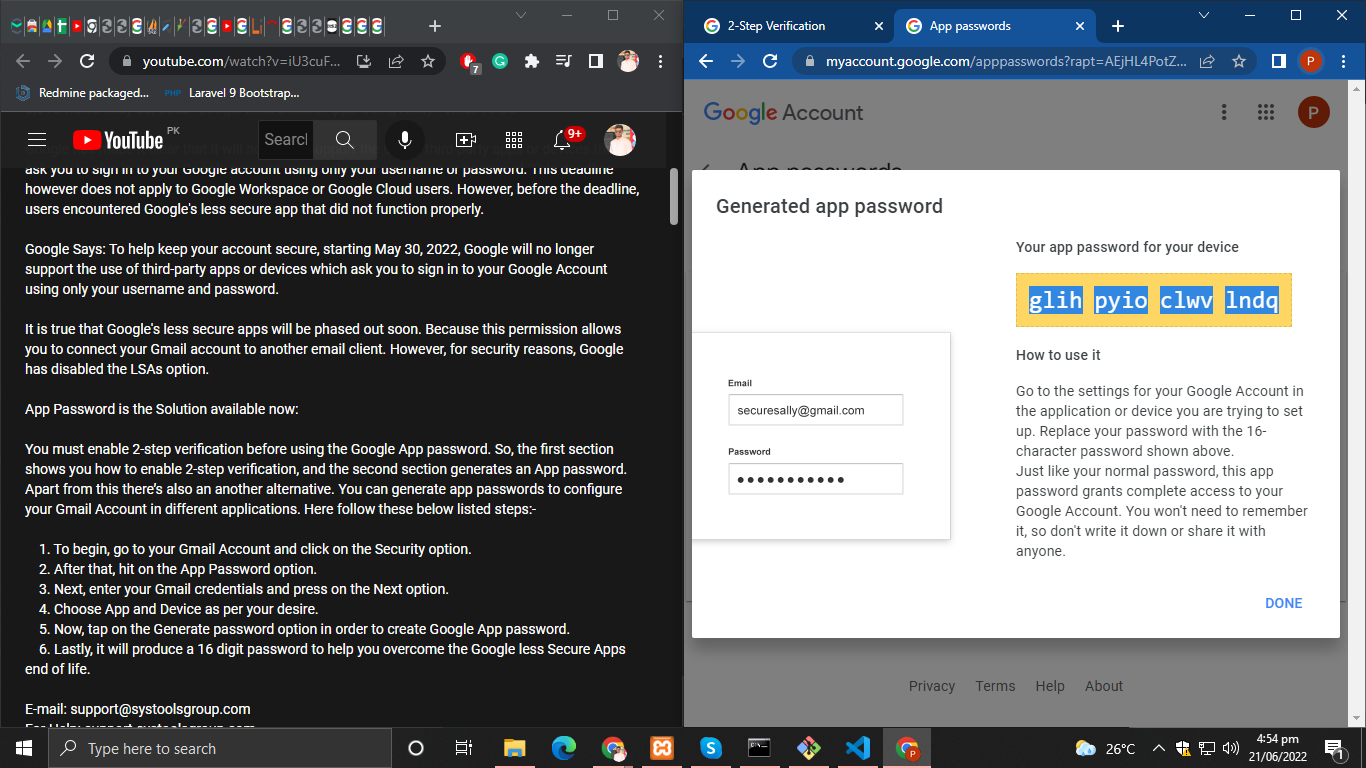 youtube.com/watch?v=iU3cuF...
7
Redmine packaged...
PHP
Laravel 9 Bootstrap...
YouTube
PK
Search
9+
ask you to sign in to your Google account using only your username or password. This deadline
however does not apply to Google Workspace or Google Cloud users. However, before the deadline,
users encountered Google's less secure app that did not function properly.
Google Says: To help keep your account secure, starting May 30, 2022, Google will no longer
support the use of third-party apps or devices which ask you to sign in to your Google Account
using only your username and password.
It is true that Google's less secure apps will be phased out soon. Because this permission allows
you to connect your Gmail account to another email client. However, for security reasons, Google
has disabled the LSAs option.
App Password is the Solution available now:
You must enable 2-step verification before using the Google App password. So, the first section
shows you how to enable 2-step verification, and the second section generates an App password.
Apart from this there's also an another alternative. You can generate app passwords to configure
your Gmail Account in different applications. Here follow these below listed steps:-
1. To begin, go to your Gmail Account and click on the Security option.
2. After that, hit on the App Password option.
3. Next, enter your Gmail credentials and press on the Next option.
4. Choose App and Device as per your desire.
5. Now, tap on the Generate password option in order to create Google App password.
6. Lastly, it will produce a 16 digit password to help you overcome the Google less Secure Apps
end of life.
E-mail: support@systoolsgroup.com
2-Step Verification
App passwords
myaccount.google.com/apppasswords?rapt=AEjHL4PotZ...
P
Google Account
P
App passwords
Generated app password
Your app password for your device
glih pyio clwv lndq
Email
securesally@gmail.com
Password
How to use it
Go to the settings for your Google Account in
the application or device you are trying to set
up. Replace your password with the 16-
character password shown above.
Just like your normal password, this app
password grants complete access to your
Google Account. You won't need to remember
it, so don't write it down or share it with
anyone.
DONE
Privacy Terms Help About
Type here to search
P
26°C
4:54 pm
21/06/2022
1